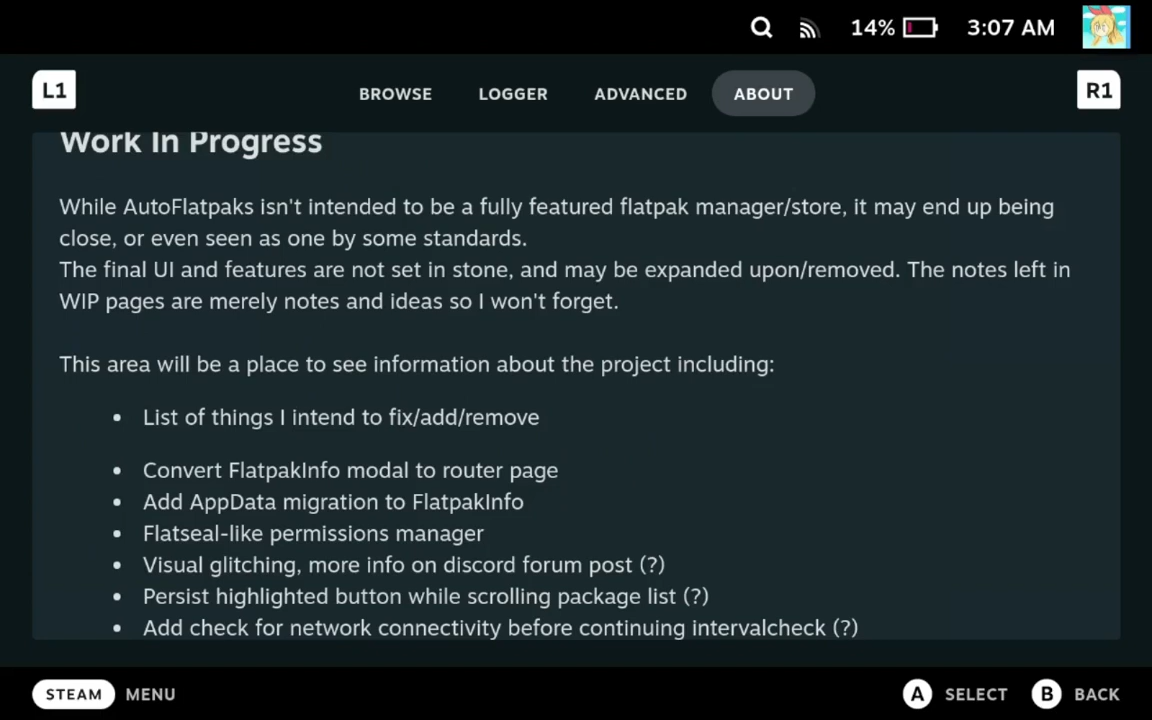 14% 3:07 AM
L1 BROWSE LOGGER ADVANCED ABOUT R1
Work In Progress
While AutoFlatpaks isn't intended to be a fully featured flatpak manager/store, it may end up being
close, or even seen as one by some standards.
The final UI and features are not set in stone, and may be expanded upon/removed. The notes left in
WIP pages are merely notes and ideas so I won't forget.
This area will be a place to see information about the project including:
• List of things I intend to fix/add/remove
• Convert FlatpakInfo modal to router page
• Add AppData migration to FlatpakInfo
• Flatseal-like permissions manager
• Visual glitching, more info on discord forum post (?)
• Persist highlighted button while scrolling package list (?)
• Add check for network connectivity before continuing intervalcheck (?)
STEAM MENU A SELECT B BACK